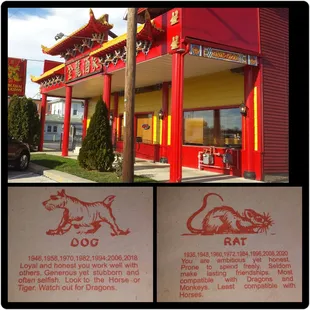 DOG
1946,1958,1970,1982,1994,2006,2018
Loyal and honest you work well with
others. Generous yet stubborn and
often selfish. Look to the Horse or
Tiger. Watch out for Dragons.
RAT
1936,1948,1960,1972,1984,1996,2008,2020
You are ambitious yet honest.
Prone to spend freely. Seldom
make lasting friendships. Most
compatible with Dragons and
Monkeys. Least compatible with
Horses.